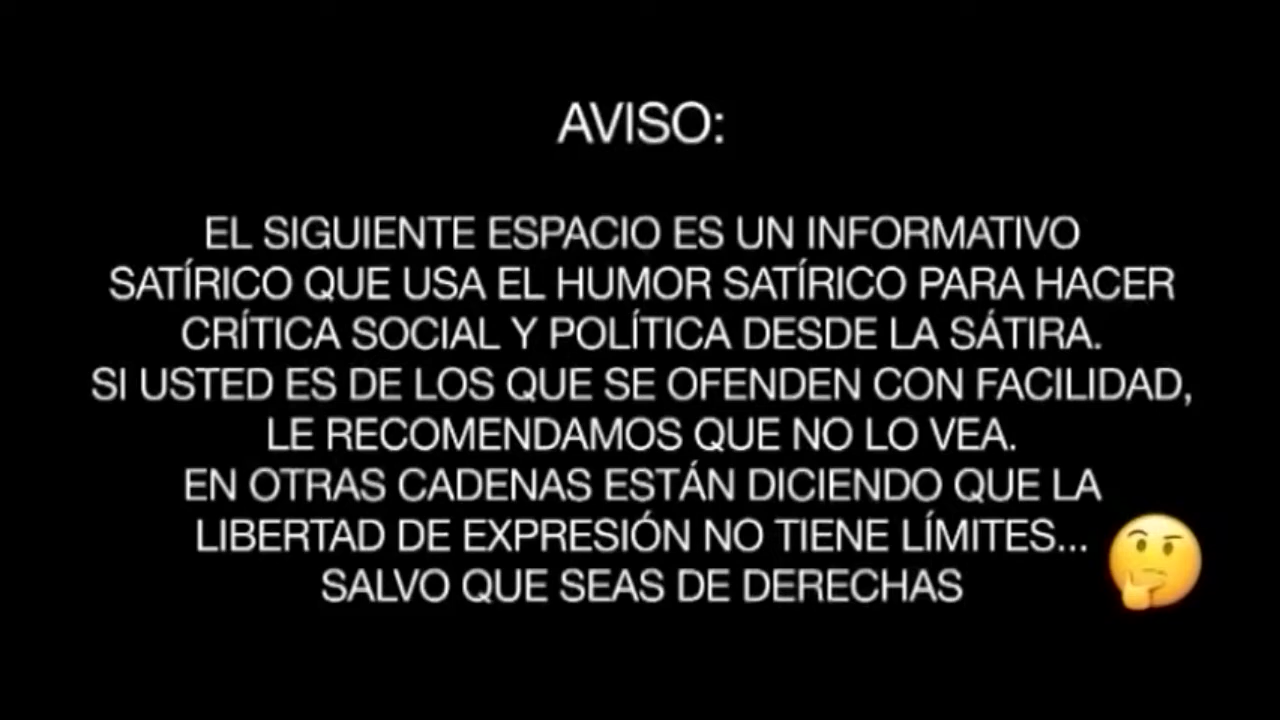 AVISO:
EL SIGUIENTE ESPACIO ES UN INFORMATIVO
SATÍRICO QUE USA EL HUMOR SATÍRICO PARA HACER
CRÍTICA SOCIAL Y POLÍTICA DESDE LA SÁTIRA.
SI USTED ES DE LOS QUE SE OFENDEN CON FACILIDAD,
LE RECOMENDAMOS QUE NO LO VEA.
EN OTRAS CADENAS ESTÁN DICIENDO QUE LA
LIBERTAD DE EXPRESIÓN NO TIENE LÍMITES...
SALVO QUE SEAS DE DERECHAS